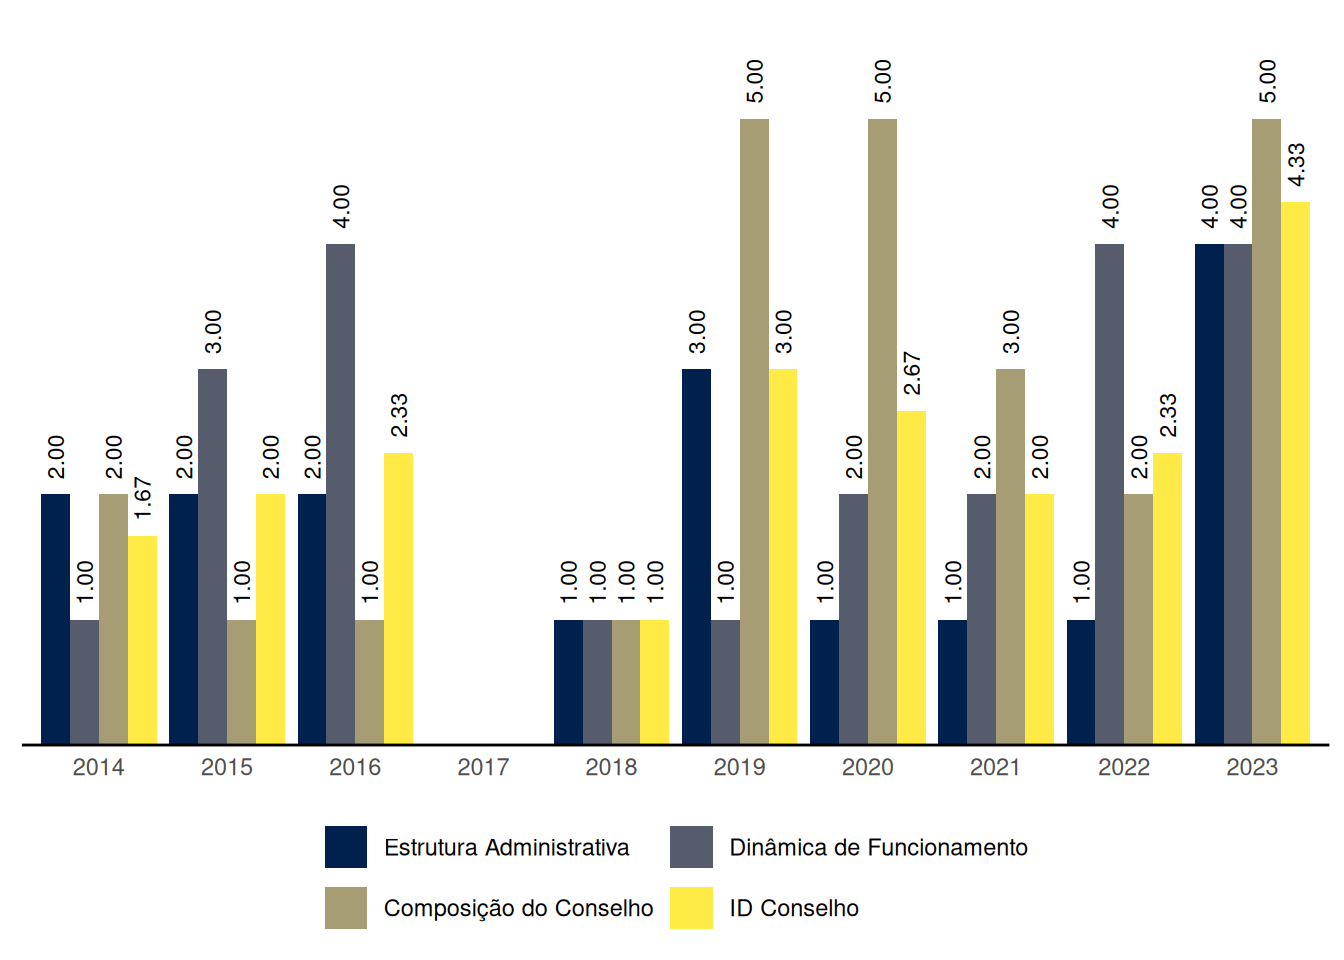 5.00 5.00 5.00
4.33
4.00 4.00 4.00 4.00
3.00 3.00 3.00 3.00
2.67
2.33 2.33
2.00 2.00 2.00 2.00 2.00 2.00 2.00 2.00 2.00
1.67
1.00 1.00 1.00 1.00 1.00 1.00 1.00 1.00 1.00 1.00 1.00
2014 2015 2016 2017 2018 2019 2020 2021 2022 2023
Estrutura Administrativa Dinâmica de Funcionamento
Composição do Conselho ID Conselho